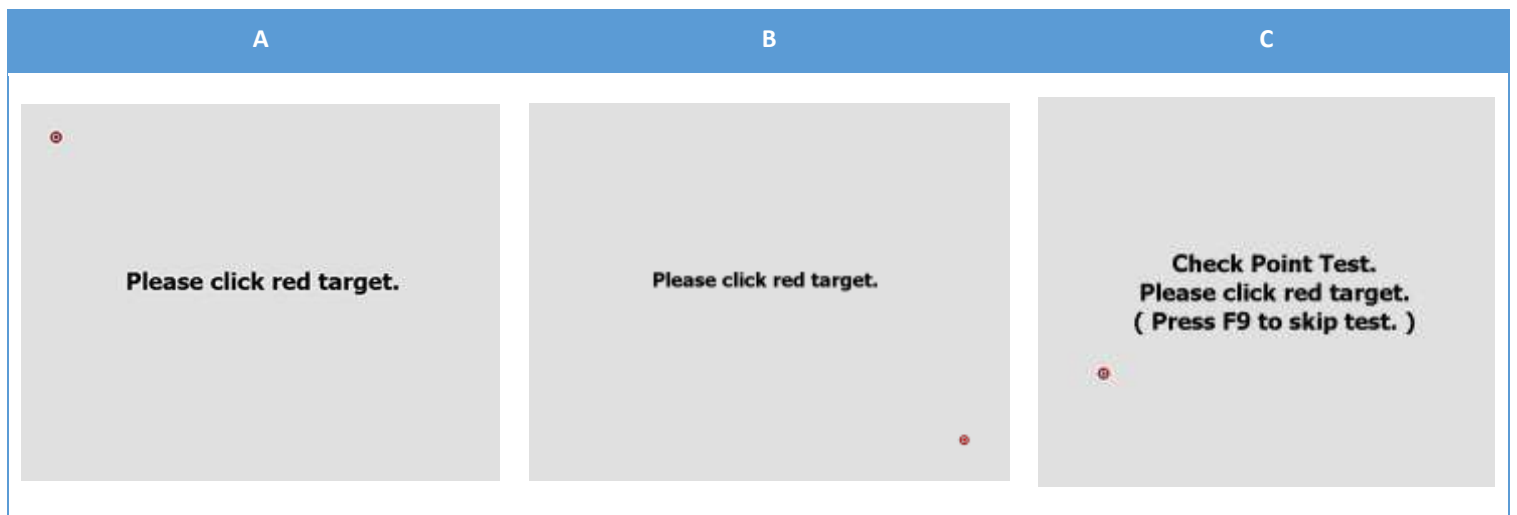 A
B
C
Please click red target.
Please click red target.
Check Point Test.
Please click red target.
( Press F9 to skip test. )